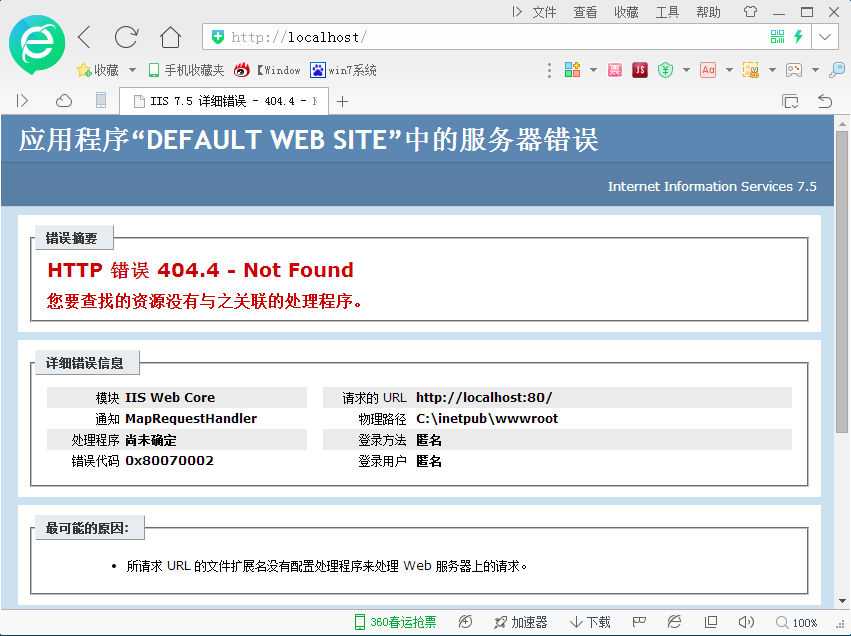 文件 查看 收藏 工具 帮助
http://localhost/
收藏 手机收藏夹 【Window win7系统
票 JS Aa
IIS 7.5 详细错误 - 404.4 -
应用程序“DEFAULT WEB SITE”中的服务器错误
Internet Information Services 7.5
错误摘要
HTTP 错误 404.4 - Not Found
您要查找的资源没有与之关联的处理程序。
详细错误信息
模块 IIS Web Core 请求的 URL http://localhost:80/
通知 MapRequestHandler 物理路径 C:\inetpub\wwwroot
处理程序 尚未确定 登录方法 匿名
错误代码 0x80070002 登录用户 匿名
最可能的原因:
• 所请求 URL 的文件扩展名没有配置处理程序来处理 Web 服务器上的请求。
360春运抢票 加速器 下载 100%